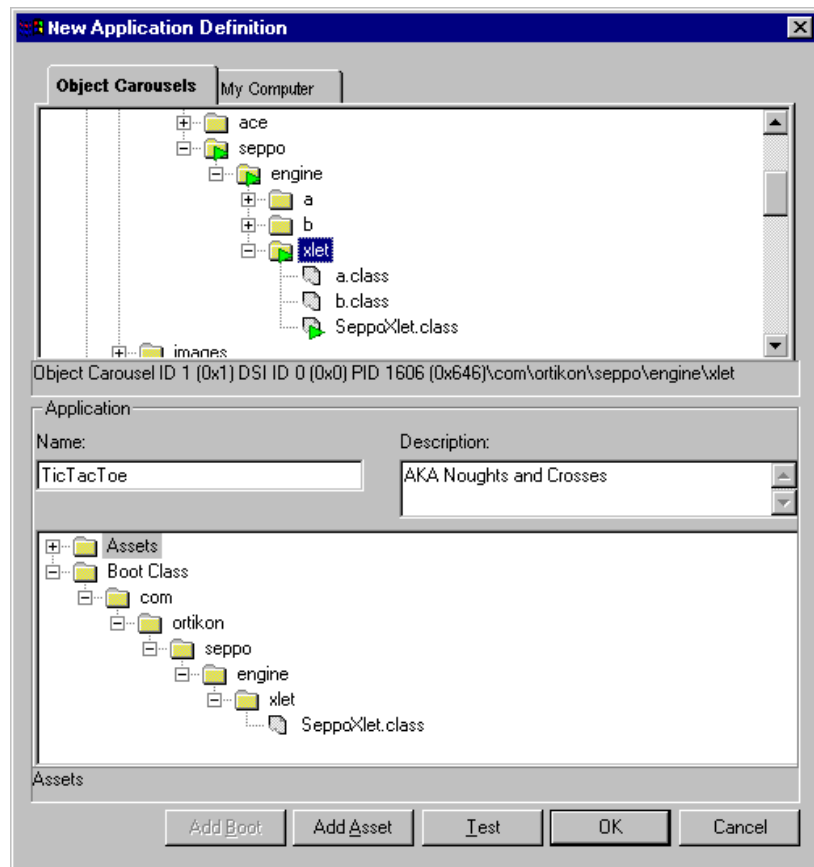 New Application Definition
Object Carousels My Computer
ace
seppo
engine
a
b
xlet
a.class
b.class
SeppoXlet.class
images
Object Carousel ID 1 (0x1) DSI ID 0 (0x0) PID 1606 (0x646)\com\ortikon\seppo\engine\xlet
Application
Name: Description:
TicTacToe AKA Noughts and Crosses
Assets
Boot Class
com
ortikon
seppo
engine
xlet
SeppoXlet.class
Assets
Add Boot Add Asset Test OK Cancel